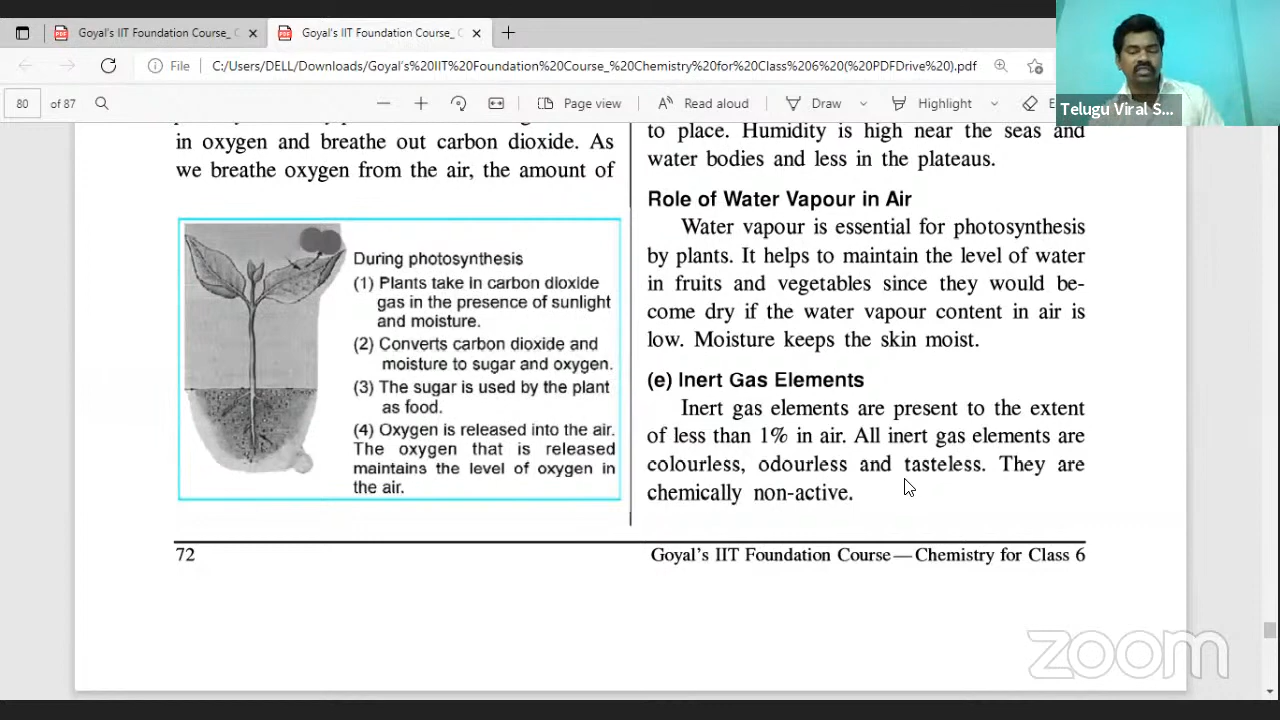 Goyal's IIT Foundation Course_ C
Goyal's IIT Foundation Course_ C
File
C:/Users/DELL/Downloads/Goyal's%20IIT%20Foundation%20Course_%20Chemistry%20for%20Class%206%20(%20PDFDrive%20).pdf
80 of 87
Page view
Read aloud
Draw
Highlight
Telugu Viral S...
in oxygen and breathe out carbon dioxide. As
we breathe oxygen from the air, the amount of
During photosynthesis
(1) Plants take in carbon dioxide
gas in the presence of sunlight
and moisture.
(2) Converts carbon dioxide and
moisture to sugar and oxygen.
(3) The sugar is used by the plant
as food.
(4) Oxygen is released into the air.
The oxygen that is released
maintains the level of oxygen in
the air.
to place. Humidity is high near the seas and
water bodies and less in the plateaus.
Role of Water Vapour in Air
Water vapour is essential for photosynthesis
by plants. It helps to maintain the level of water
in fruits and vegetables since they would be-
come dry if the water vapour content in air is
low. Moisture keeps the skin moist.
(e) Inert Gas Elements
Inert gas elements are present to the extent
of less than 1% in air. All inert gas elements are
colourless, odourless and tasteless. They are
chemically non-active.
72
Goyal's IIT Foundation Course—Chemistry for Class 6
zoom